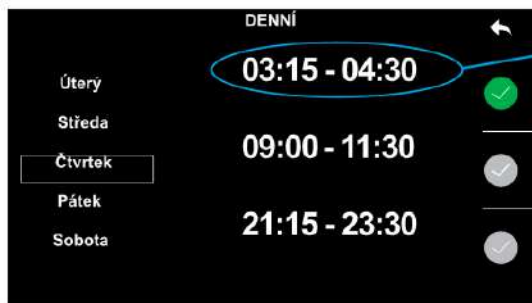 DENNÍ
Úterý
Středa
Čtvrtek
Pátek
Sobota
03:15 - 04:30
09:00 - 11:30
21:15 - 23:30